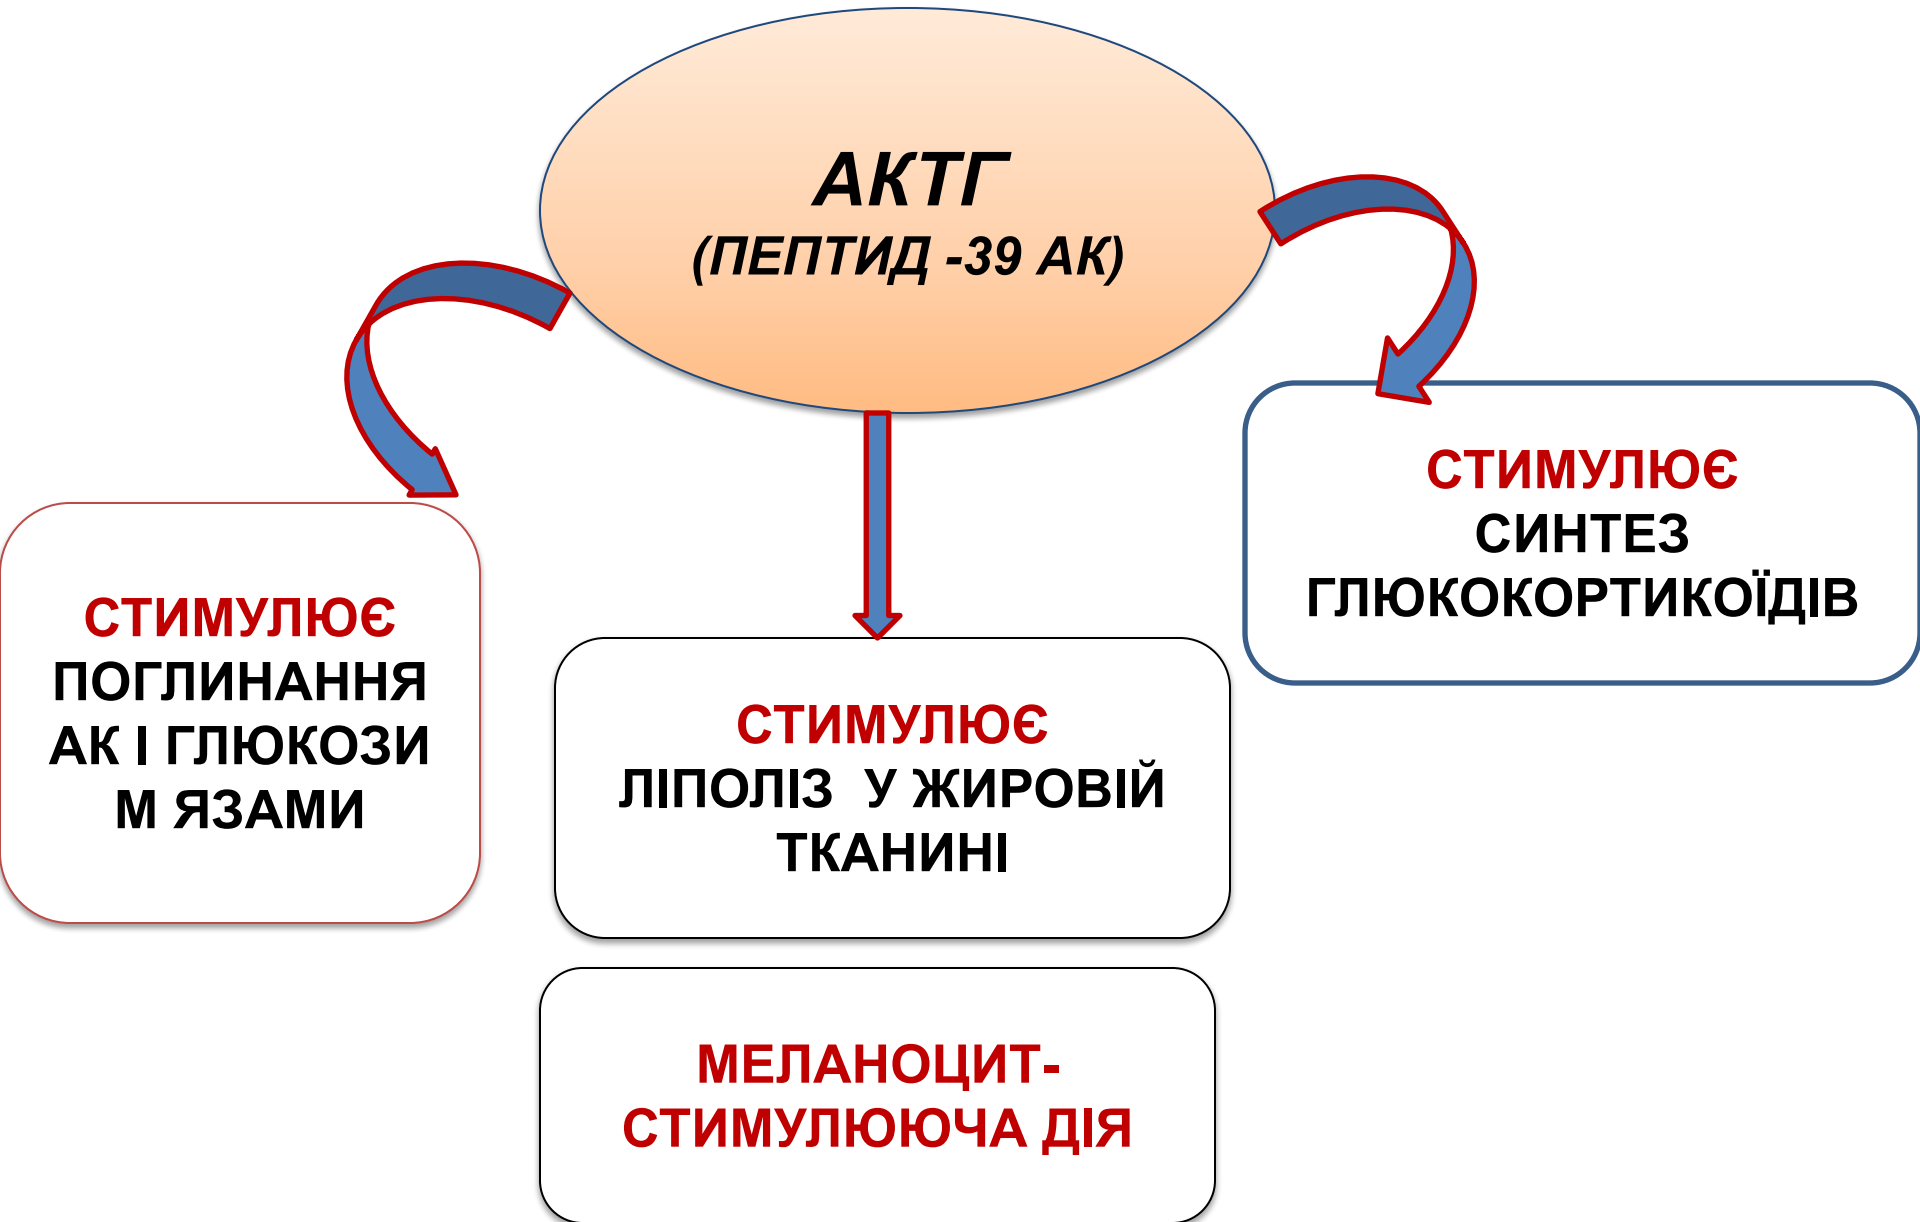 АКТГ
(ПЕПТИД -39 АК)
СТИМУЛЮЄ
ПОГЛИНАННЯ
АК І ГЛЮКОЗИ
М ЯЗАМИ
СТИМУЛЮЄ
ЛІПОЛІЗ У ЖИРОВІЙ
ТКАНИНІ
СТИМУЛЮЄ
СИНТЕЗ
ГЛЮКОКОРТИКОЇДІВ
МЕЛАНОЦИТ-
СТИМУЛЮЮЧА ДІЯ